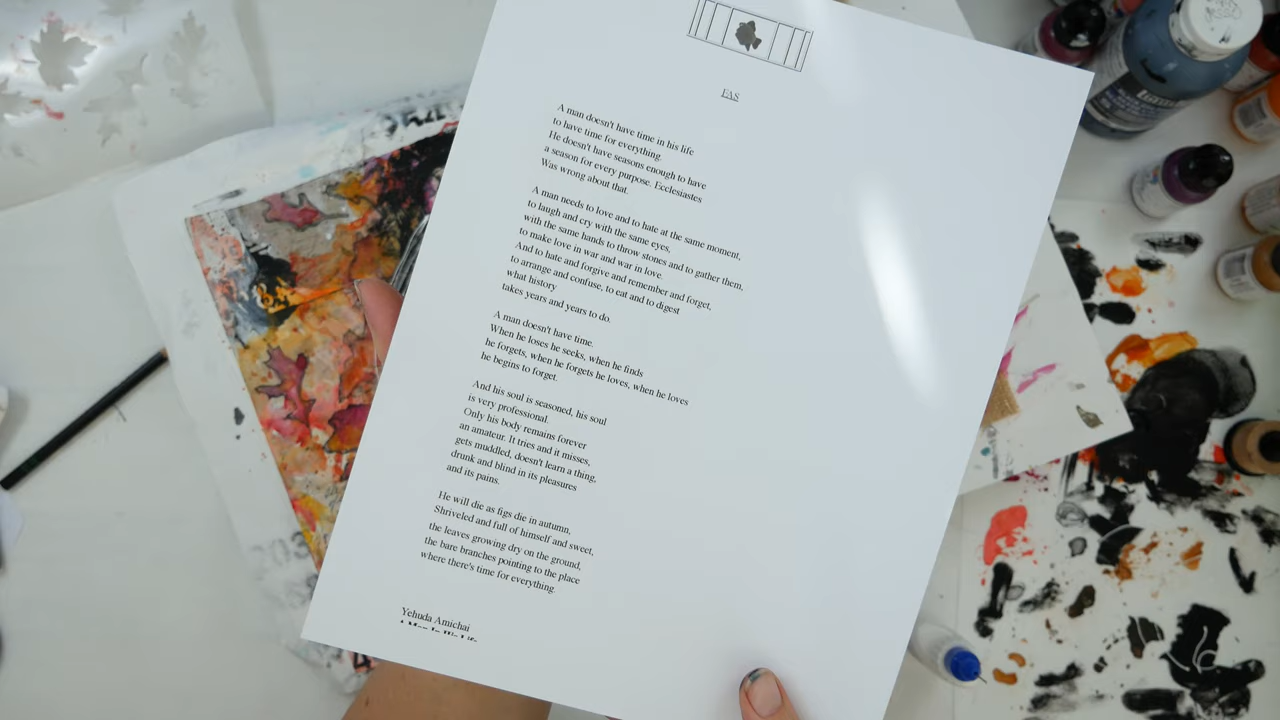 FAS
A man doesn't have time in his life
to have time for everything.
He doesn't have seasons enough to have
a season for every purpose. Ecclesiastes
Was wrong about that.
A man needs to love and to hate at the same moment,
to laugh and cry with the same eyes,
with the same hands to throw stones and to gather them,
to make love in war and war in love.
And to hate and forgive and remember and forget,
to arrange and confuse, to eat and to digest
what history
takes years and years to do.
A man doesn't have time.
When he loses he seeks, when he finds
he forgets, when he forgets he loves, when he loves
he begins to forget.
And his soul is seasoned, his soul
is very professional.
Only his body remains forever
an amateur. It tries and it misses,
gets muddled, doesn't learn a thing,
drunk and blind in its pleasures
and its pains.
He will die as figs die in autumn,
Shriveled and full of himself and sweet,
the leaves growing dry on the ground,
the bare branches pointing to the place
where there's time for everything.
Yehuda Amichai